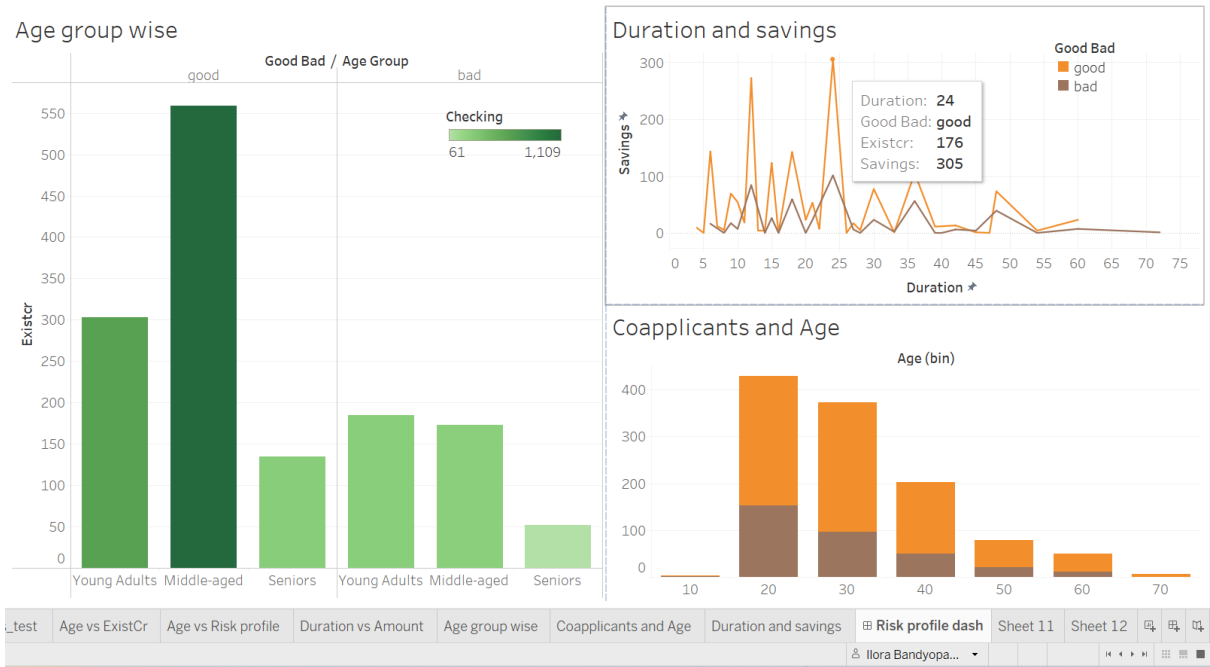 Age group wise
Good Bad / Age Group
good
bad
Checking
61
1,109
550
500
450
400
350
300
250
200
150
100
50
0
Existcr
Young Adults Middle-aged Seniors Young Adults Middle-aged Seniors
Duration and savings
Good Bad
good
bad
300
200
100
0
Savings
Duration: 24
Good Bad: good
Existcr: 176
Savings: 305
0 5 10 15 20 25 30 35 40 45 50 55 60 65 70 75
Duration
Coapplicants and Age
Age (bin)
400
300
200
100
0
10 20 30 40 50 60 70
_test Age vs ExistCr Age vs Risk profile Duration vs Amount Age group wise Coapplicants and Age Duration and savings Risk profile dash Sheet 11 Sheet 12
Ilora Bandyopa...